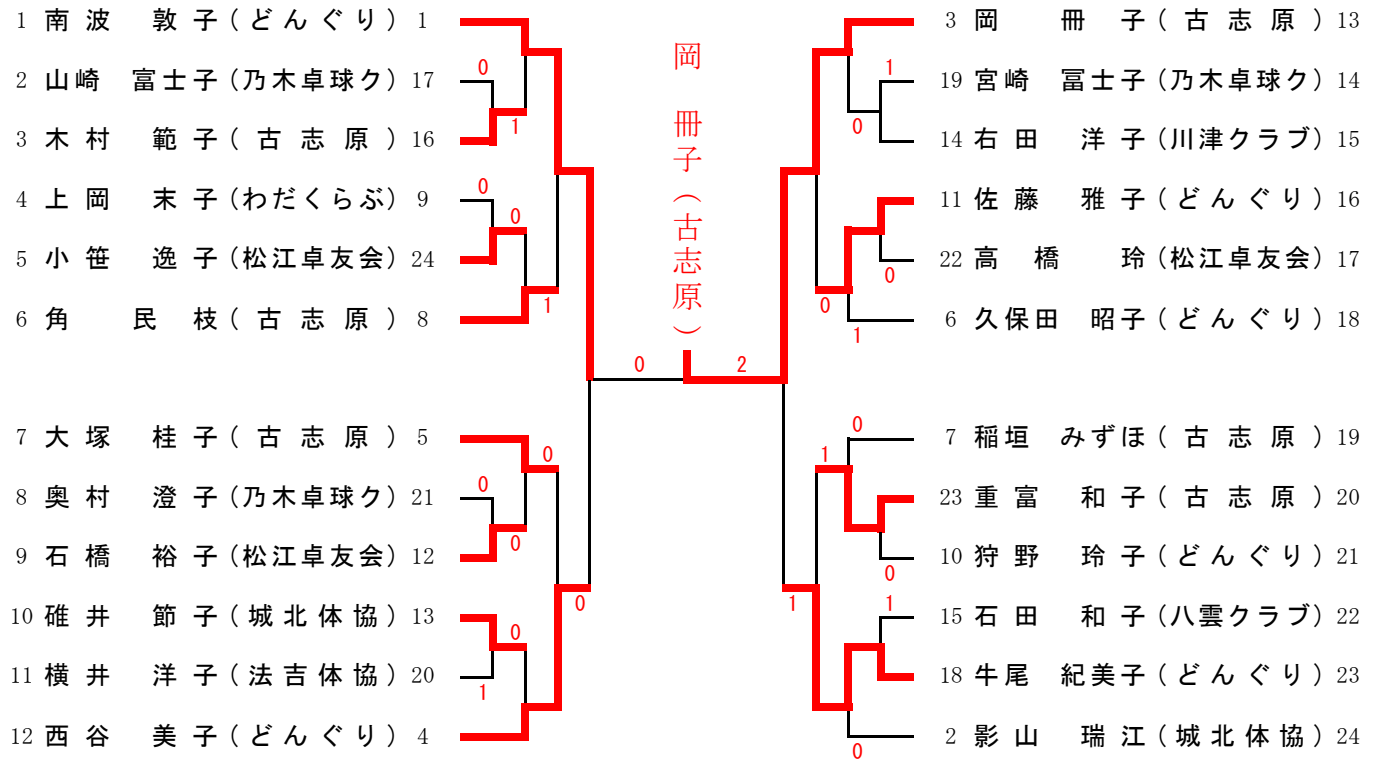 1 南波 敦子(どんぐり) 1
2 山崎 富士子(乃木卓球ク) 17
0
3 木村 範子(古志原) 16
1
4 上岡 末子(わだくらぶ) 9
0
0
5 小笹 逸子(松江卓友会) 24
6 角 民枝(古志原) 8
1
7 大塚 桂子(古志原) 5
0
8 奥村 澄子(乃木卓球ク) 21
0
9 石橋 裕子(松江卓友会) 12
0
10 碓井 節子(城北体協) 13
0
0
11 横井 洋子(法吉体協) 20
1
12 西谷 美子(どんぐり) 4
岡 冊子(古志原)
0 2
3 岡 冊子(古志原) 13
1
19 宮崎 冨士子(乃木卓球ク) 14
0
14 右田 洋子(川津クラブ) 15
11 佐藤 雅子(どんぐり) 16
22 高橋 玲(松江卓友会) 17
0
0
6 久保田 昭子(どんぐり) 18
1
0
7 稲垣 みずほ(古志原) 19
1
23 重富 和子(古志原) 20
10 狩野 玲子(どんぐり) 21
0
1
1
15 石田 和子(八雲クラブ) 22
18 牛尾 紀美子(どんぐり) 23
2 影山 瑞江(城北体協) 24
0